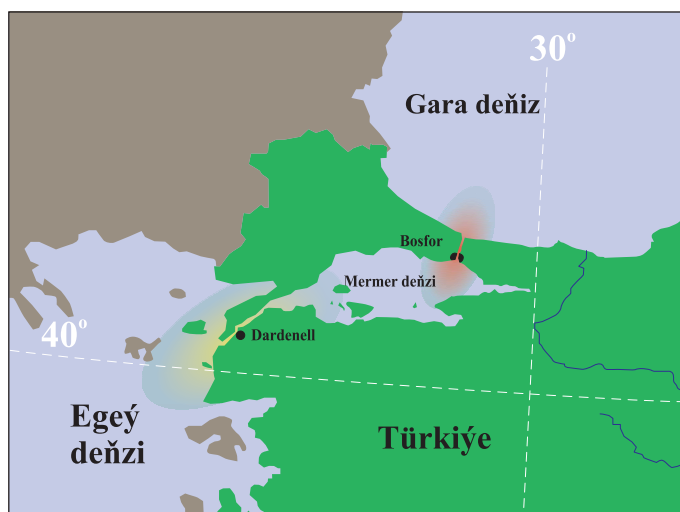 30°
Gara deňiz
Bosfor
Mermer deňzi
40°
Dardenell
Egeý
deňzi
Türkiýe